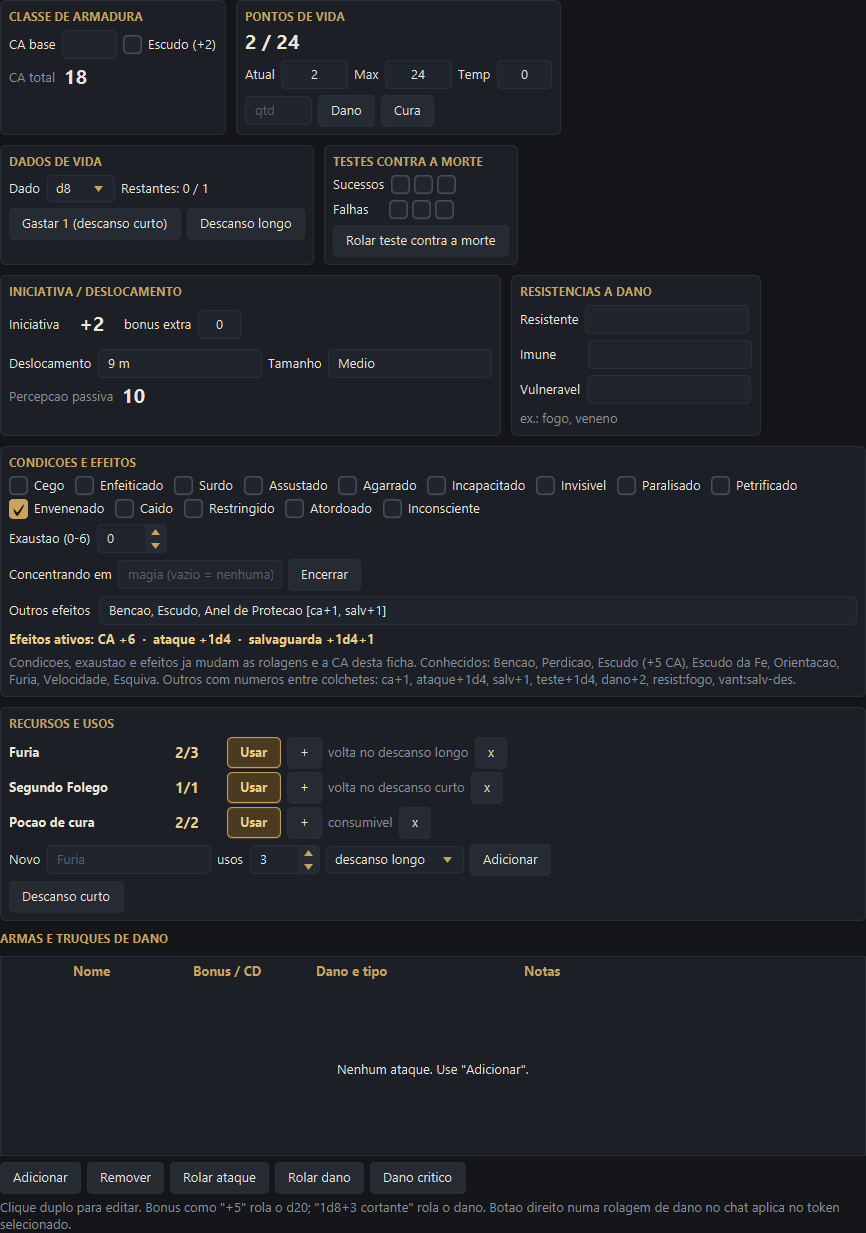 CLASSE DE ARMADURA
CA base Escudo (+2)
CA total 18
PONTOS DE VIDA
2 / 24
Atual 2 Max 24 Temp 0
qtd Dano Cura
DADOS DE VIDA
Dado d8 Restantes: 0 / 1
Gastar 1 (descanso curto) Descanso longo
TESTES CONTRA A MORTE
Sucessos
Falhas
Rolar teste contra a morte
INICIATIVA / DESLOCAMENTO
Iniciativa +2 bonus extra 0
Deslocamento 9 m Tamanho Medio
Percepcao passiva 10
RESISTENCIAS A DANO
Resistente
Imune
Vulneravel
ex.: fogo, veneno
CONDICOES E EFEITOS
Cego Enfeiticado Surdo Assustado Agarrado Incapacitado Invisivel Paralisado Petrificado
Envenenado Caido Restringido Atordoado Inconsciente
Exaustao (0-6) 0
Concentrando em magia (vazio = nenhuma) Encerrar
Outros efeitos Bencao, Escudo, Anel de Protecao [ca+1, salv+1]
Efeitos ativos: CA +6 · ataque +1d4 · salvaguarda +1d4+1
Condicoes, exaustao e efeitos ja mudam as rolagens e a CA desta ficha. Conhecidos: Bencao, Perdicao, Escudo (+5 CA), Escudo da Fe, Orientacao,
Furia, Velocidade, Esquiva. Outros com numeros entre colchetes: ca+1, ataque+1d4, salv+1, teste+1d4, dano+2, resist:fogo, vant:salv-des.
RECURSOS E USOS
Furia 2/3 Usar + volta no descanso longo x
Segundo Folego 1/1 Usar + volta no descanso curto x
Pocao de cura 2/2 Usar + consumivel x
Novo Furia usos 3 descanso longo Adicionar
Descanso curto
ARMAS E TRUQUES DE DANO
Nome Bonus / CD Dano e tipo Notas
Nenhum ataque. Use "Adicionar".
Adicionar Remover Rolar ataque Rolar dano Dano critico
Clique duplo para editar. Bonus como "+5" rola o d20; "1d8+3 cortante" rola o dano. Botao direito numa rolagem de dano no chat aplica no token
selecionado.